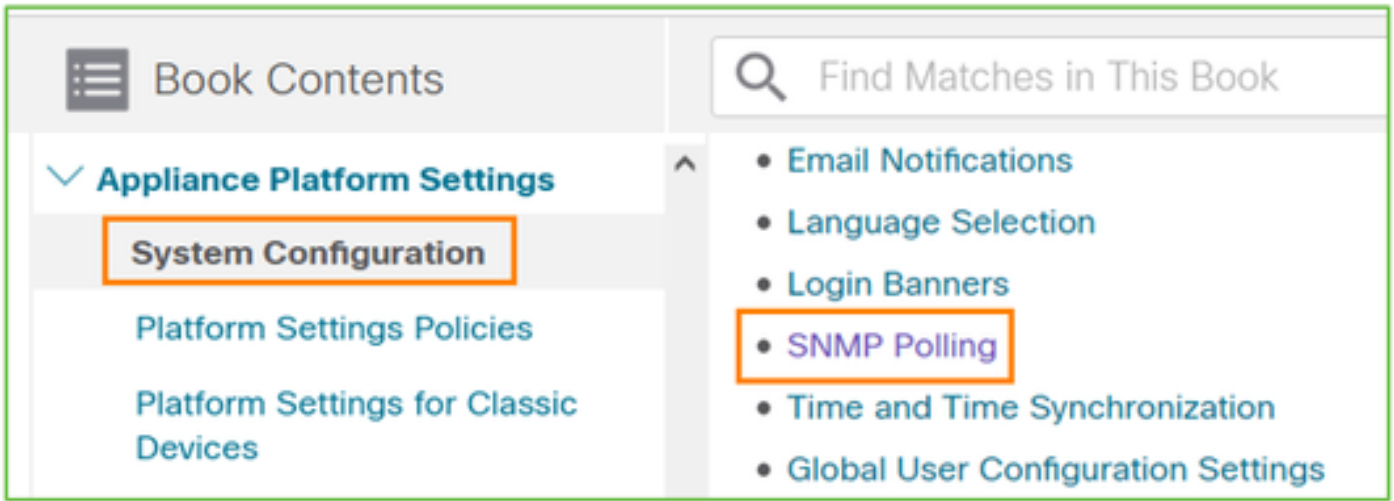 Book Contents
Find Matches in This Book
Appliance Platform Settings
System Configuration
Platform Settings Policies
Platform Settings for Classic
Devices
• Email Notifications
• Language Selection
• Login Banners
• SNMP Polling
• Time and Time Synchronization
• Global User Configuration Settings